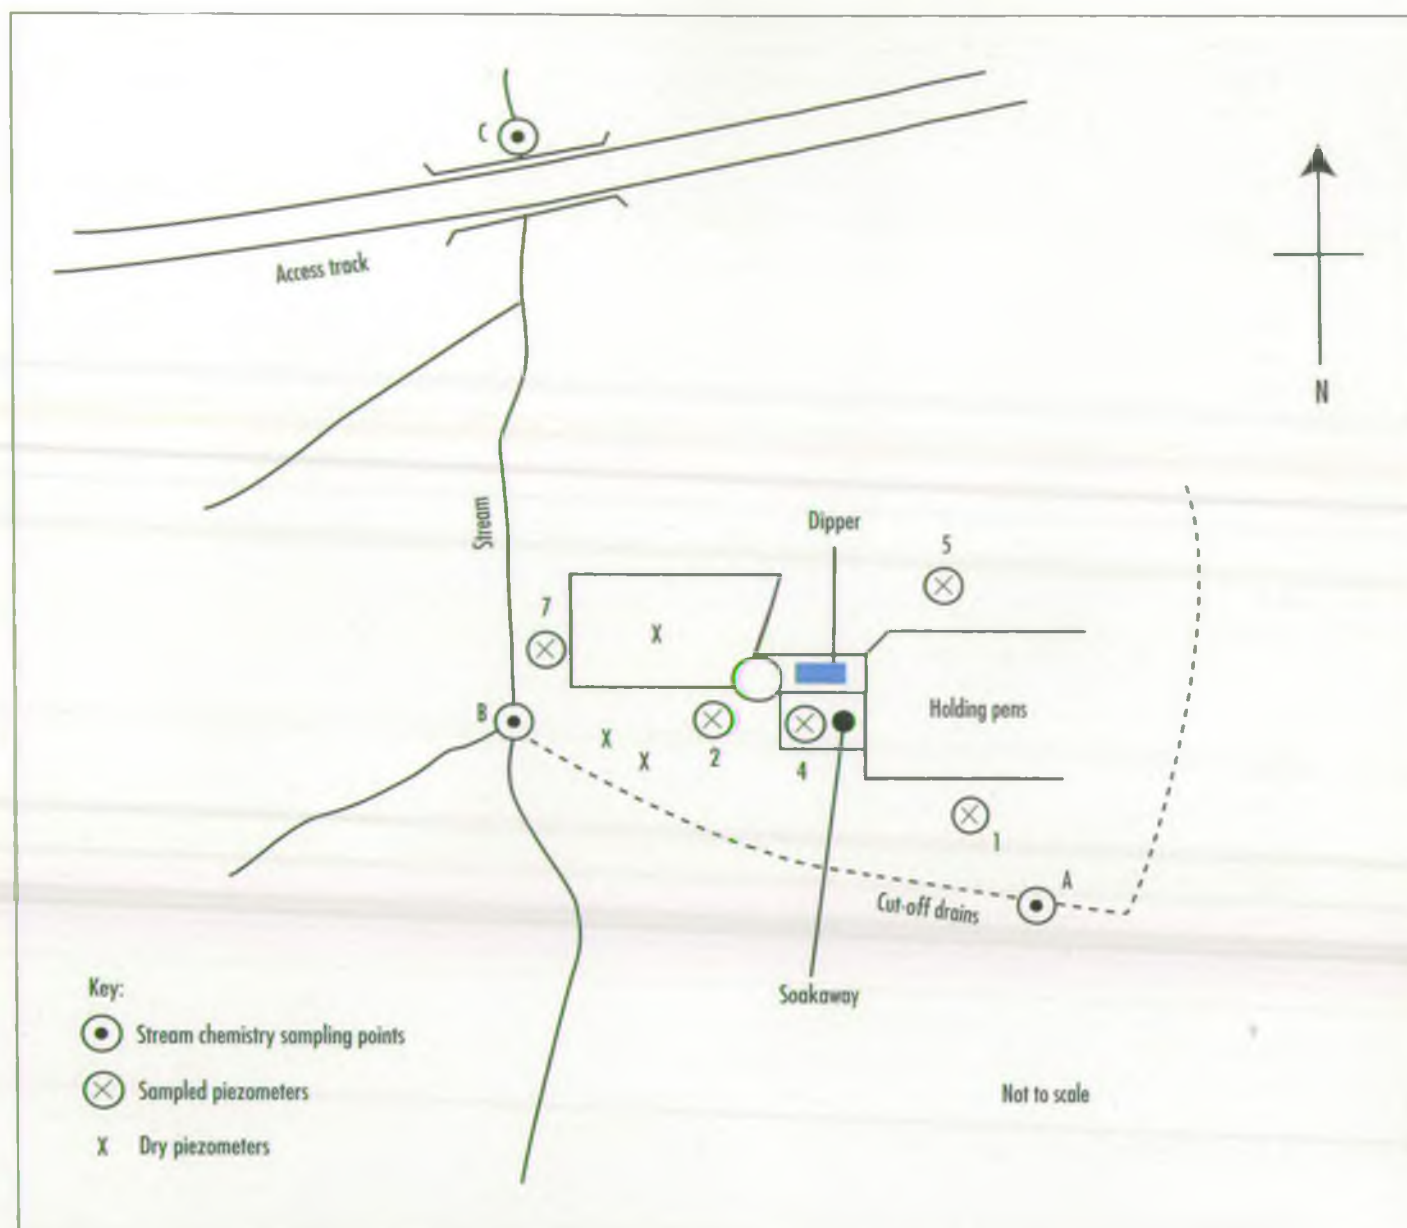 C
Access track
N
Stream
Dipper
5
7
X
Holding pens
B
X
X
2
4
1
A
Cut-off drains
Soakaway
Key:
Stream chemistry sampling points
Sampled piezometers
X Dry piezometers
Not to scale